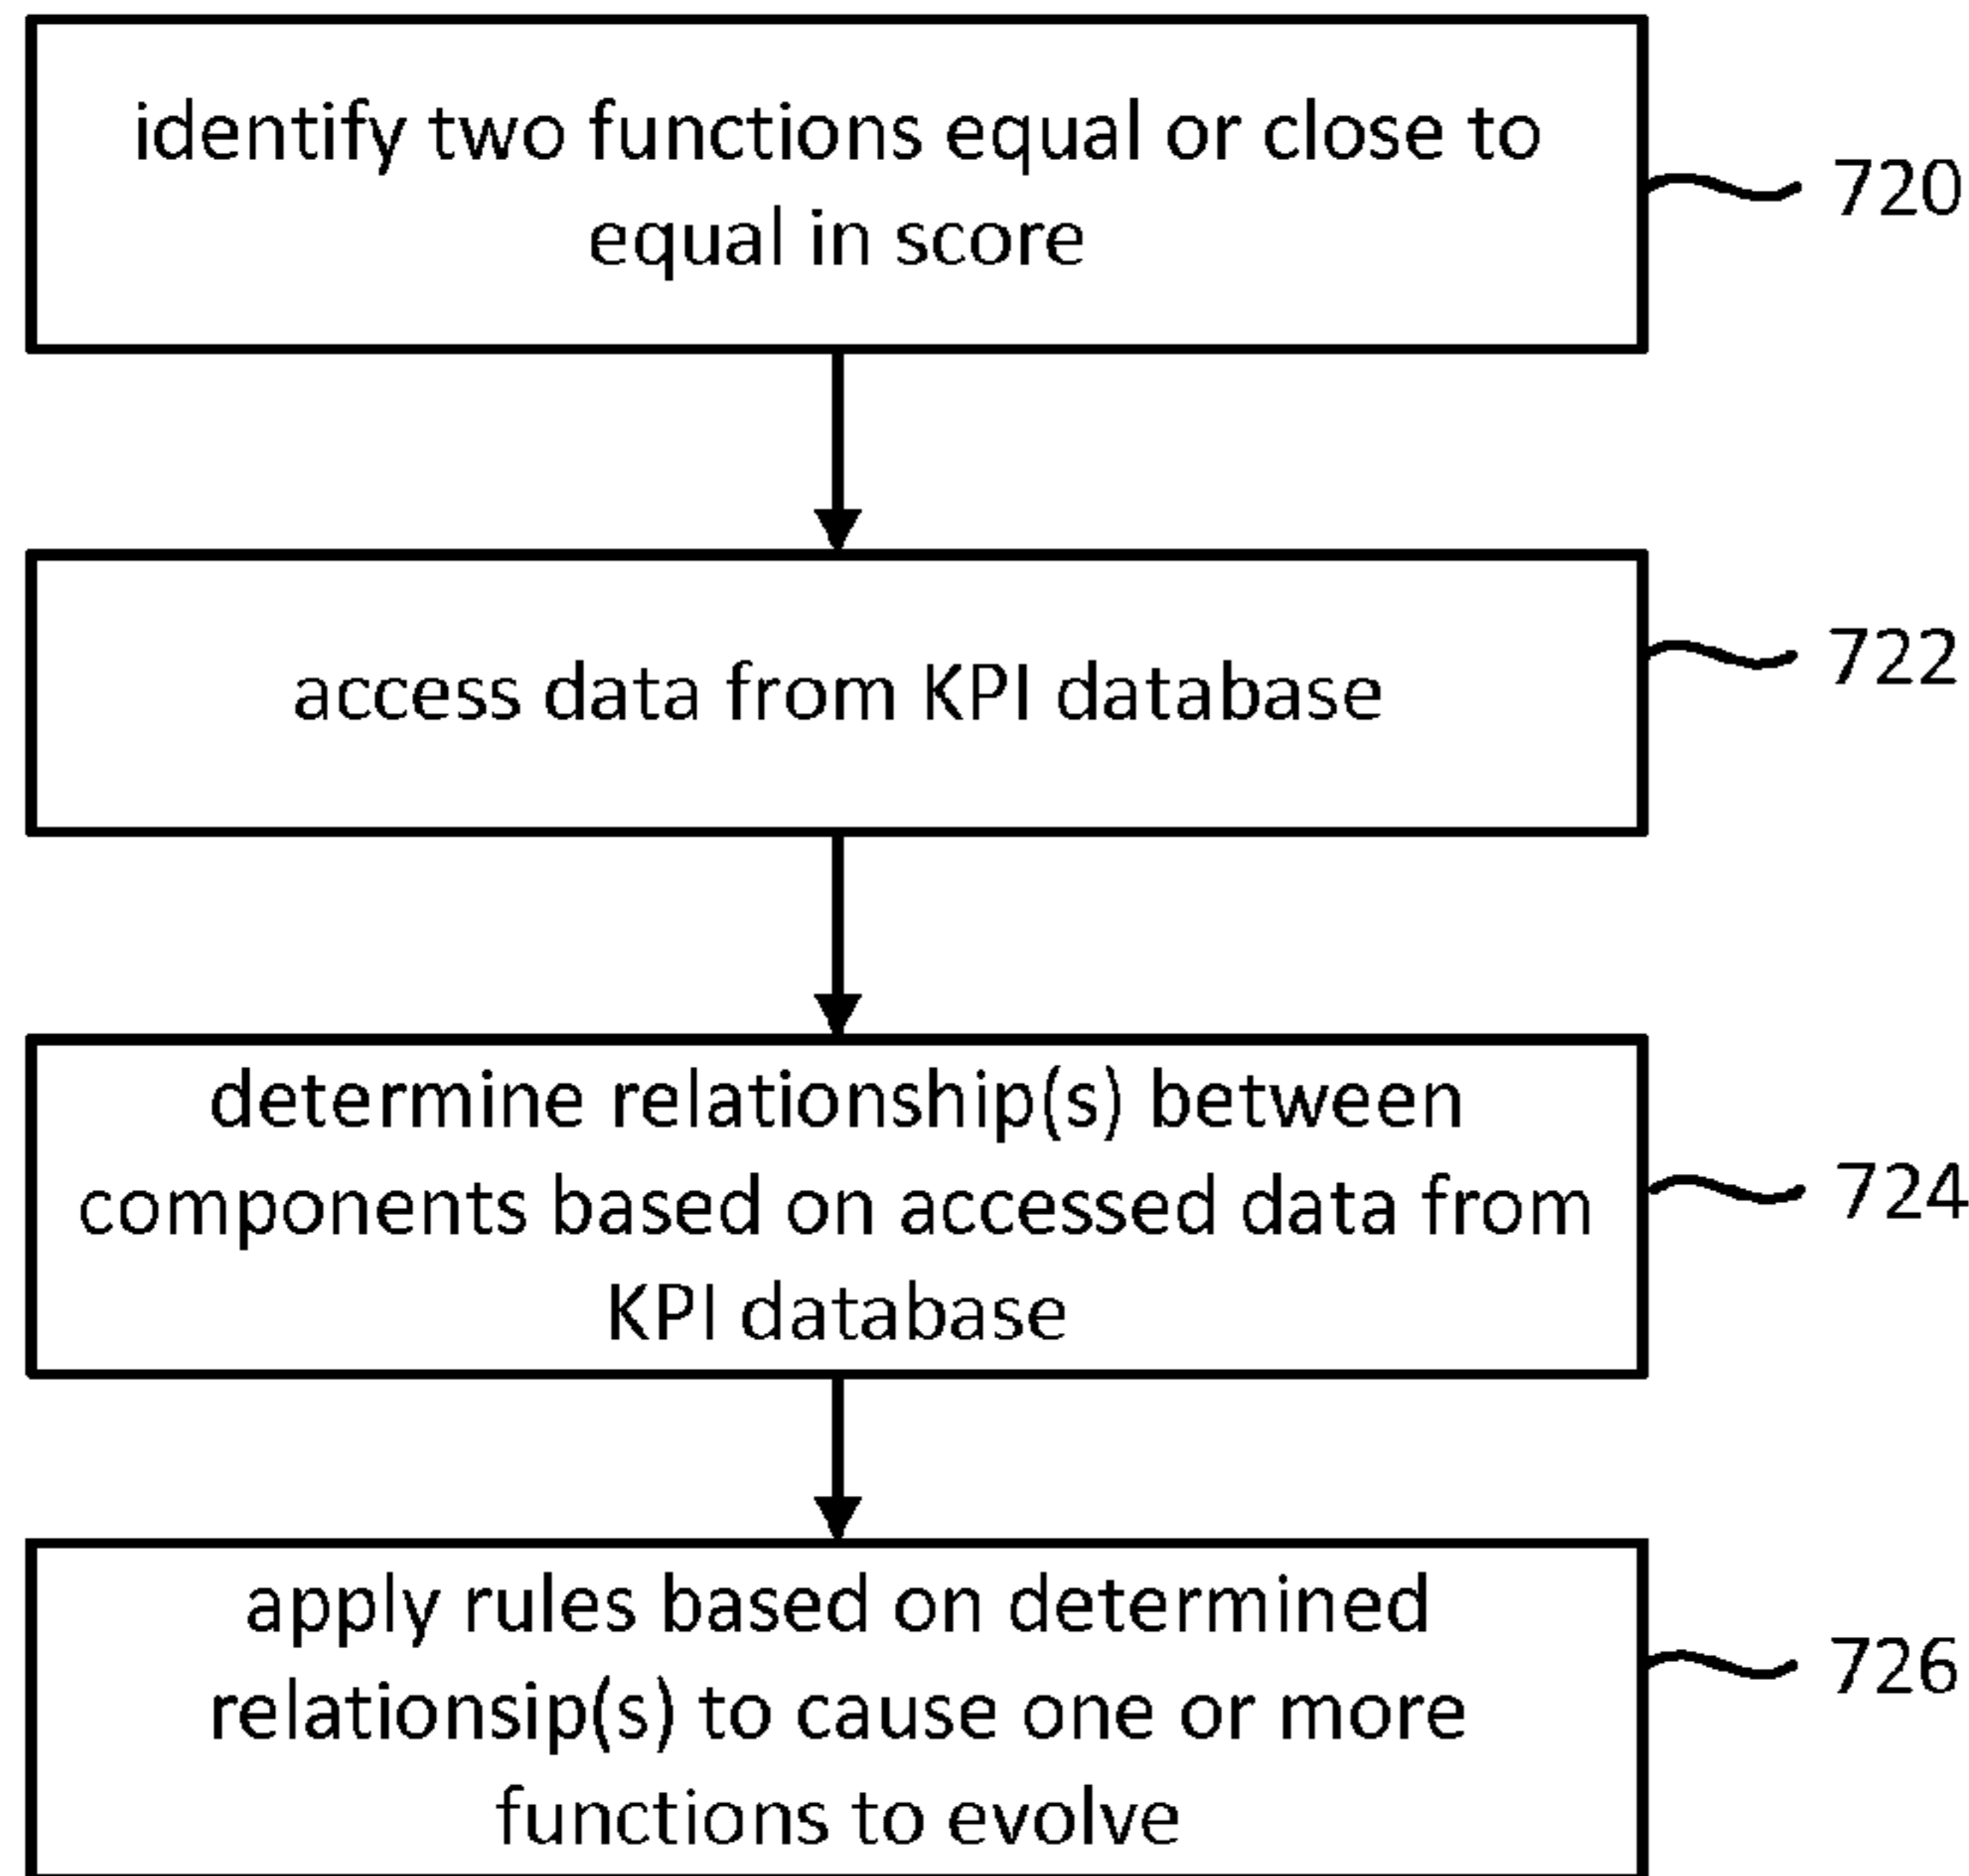 identify two functions equal or close to
equal in score
720
access data from KPI database
722
determine relationship(s) between
components based on accessed data from
KPI database
724
apply rules based on determined
relationsip(s) to cause one or more
functions to evolve
726